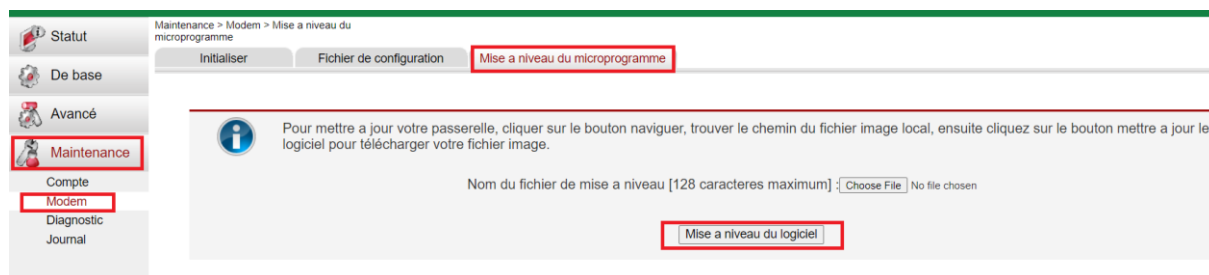 Statut
De base
Avancé
Maintenance
Compte
Modem
Diagnostic
Journal
Maintenance > Modem > Mise a niveau du
microprogramme
Initialiser
Fichier de configuration
Mise a niveau du microprogramme
Pour mettre a jour votre passerelle, cliquer sur le bouton naviguer, trouver le chemin du fichier image local, ensuite cliquez sur le bouton mettre a jour le
logiciel pour télécharger votre fichier image.
Nom du fichier de mise a niveau [128 caracteres maximum] : Choose File No file chosen
Mise a niveau du logiciel